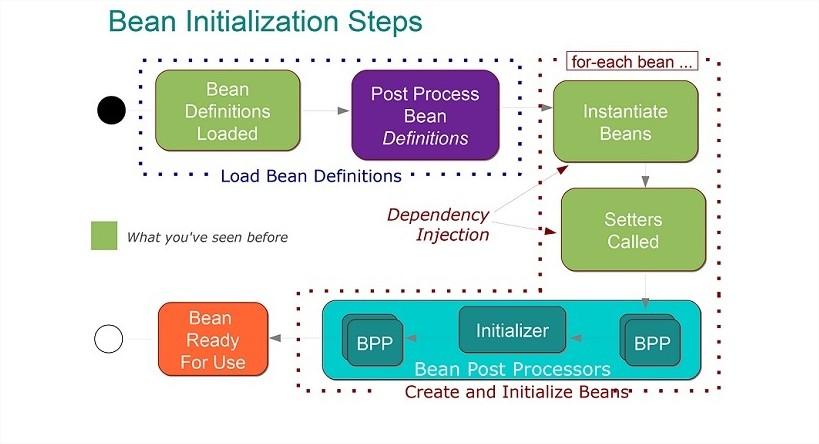 Bean Initialization Steps
for-each bean ...
Bean
Definitions
Loaded
Post Process
Bean
Definitions
Instantiate
Beans
Load Bean Definitions
Dependency
Injection
Setters
Called
What you've seen before
Bean
Ready
For Use
BPP
Initializer
BPP
Bean Post Processors
Create and Initialize Beans